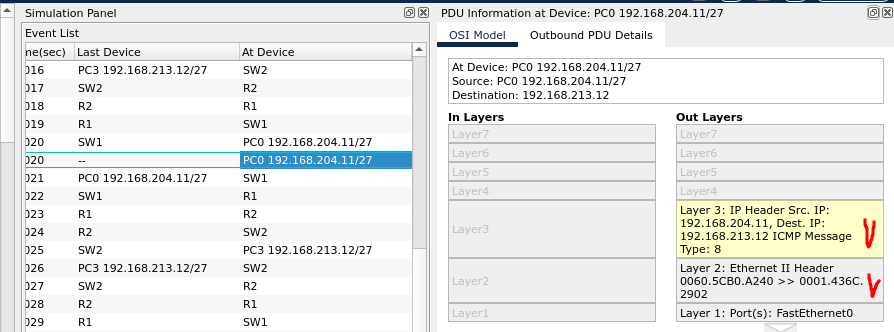 Simulation Panel
Event List
ne(sec) Last Device At Device
016 PC3 192.168.213.12/27 SW2
017 SW2 R2
018 R2 R1
019 R1 SW1
020 SW1 PC0 192.168.204.11/27
020 -- PC0 192.168.204.11/27
021 PC0 192.168.204.11/27 SW1
022 SW1 R1
023 R1 R2
024 R2 SW2
025 SW2 PC3 192.168.213.12/27
026 PC3 192.168.213.12/27 SW2
027 SW2 R2
028 R2 R1
029 R1 SW1
PDU Information at Device: PC0 192.168.204.11/27
OSI Model Outbound PDU Details
At Device: PC0 192.168.204.11/27
Source: PC0 192.168.204.11/27
Destination: 192.168.213.12
In Layers
Layer7
Layer6
Layer5
Layer4
Layer3
Layer2
Layer1
Out Layers
Layer7
Layer6
Layer5
Layer4
Layer 3: IP Header Src. IP:
192.168.204.11, Dest. IP:
192.168.213.12 ICMP Message
Type: 8
Layer 2: Ethernet II Header
0060.5CB0.A240 >> 0001.436C.
2902
Layer 1: Port(s): FastEthernet0